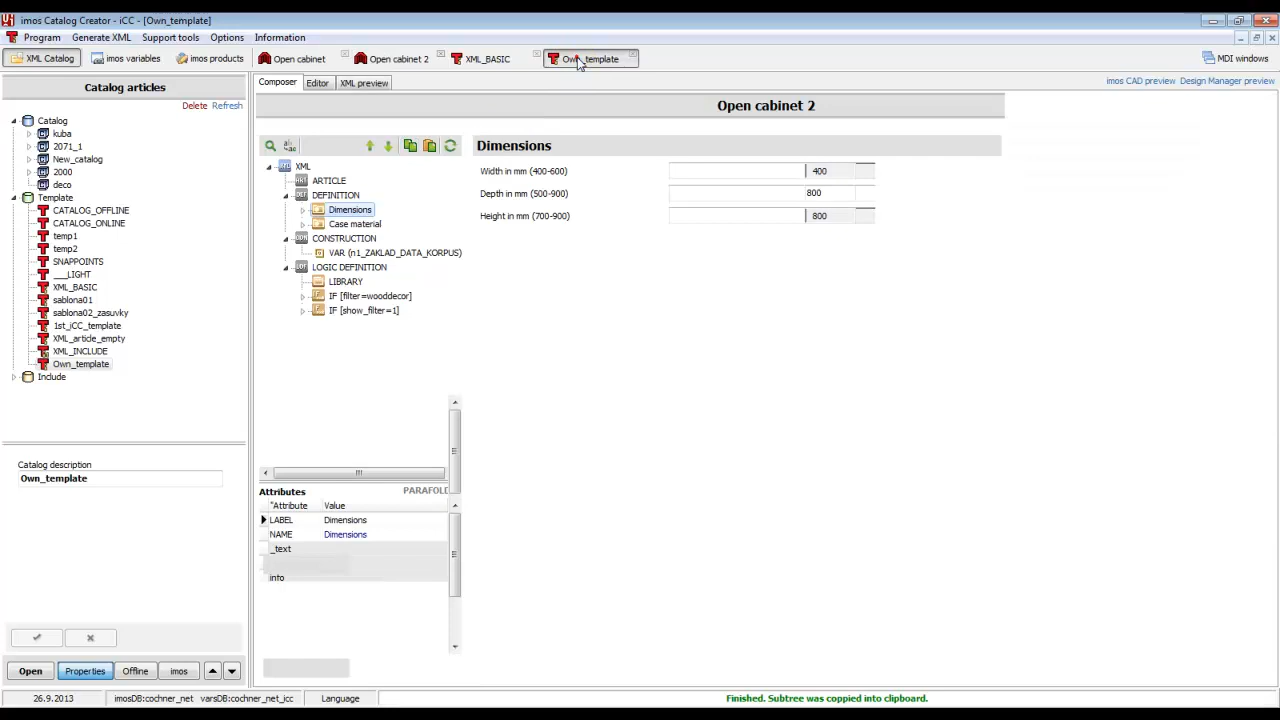 imos Catalog Creator - iCC - [Own_template]
Program Generate XML Support tools Options Information
XML Catalog imos variables imos products Open cabinet Open cabinet 2 XML_BASIC Own_template MDI windows
Catalog articles
Delete Refresh
Catalog
kuba
2071_1
New_catalog
2000
deco
Template
CATALOG_OFFLINE
CATALOG_ONLINE
temp1
temp2
SNAPPOINTS
___LIGHT
XML_BASIC
sablona01
sablona02_zasuvky
1st_iCC_template
XML_article_empty
XML_INCLUDE
Own_template
Include
Catalog description
Own_template
Open Properties Offline imos
Composer Editor XML preview
imos CAD preview Design Manager preview
Open cabinet 2
XML
ARTICLE
DEFINITION
Dimensions
Case material
CONSTRUCTION
VAR (n1_ZAKLAD_DATA_KORPUS)
LOGIC DEFINITION
LIBRARY
IF [filter=wooddecor]
IF [show_filter=1]
Attributes PARAFOLD
*Attribute Value
LABEL Dimensions
NAME Dimensions
_text
info
Dimensions
Width in mm (400-600) 400
Depth in mm (500-900) 800
Height in mm (700-900) 800
26.9.2013 imosDB:cochner_net varsDB:cochner_net_icc Language Finished. Subtree was coppied into clipboard.